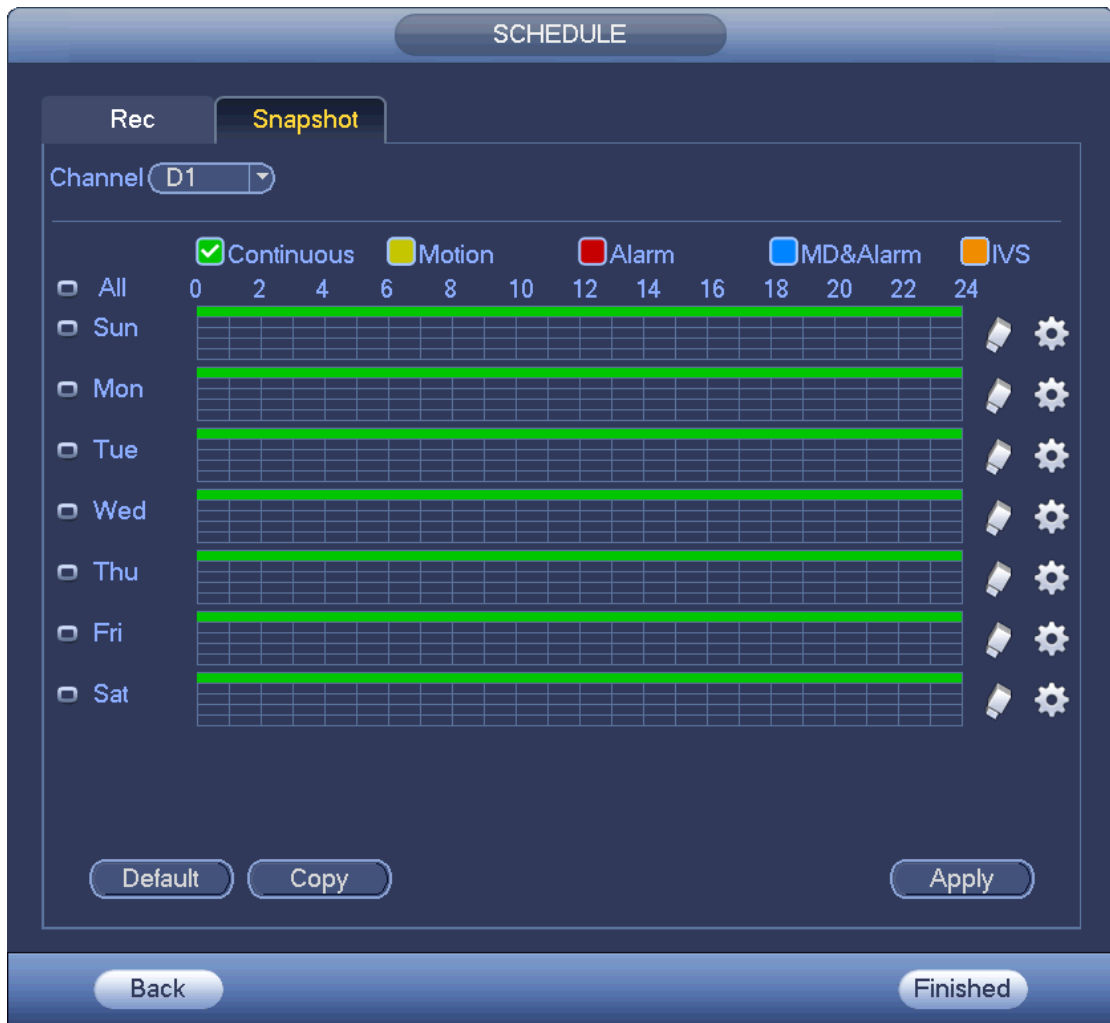 SCHEDULE
Rec Snapshot
Channel D1
Continuous Motion Alarm MD&Alarm IVS
All 0 2 4 6 8 10 12 14 16 18 20 22 24
Sun
Mon
Tue
Wed
Thu
Fri
Sat
Default Copy Apply
Back Finished